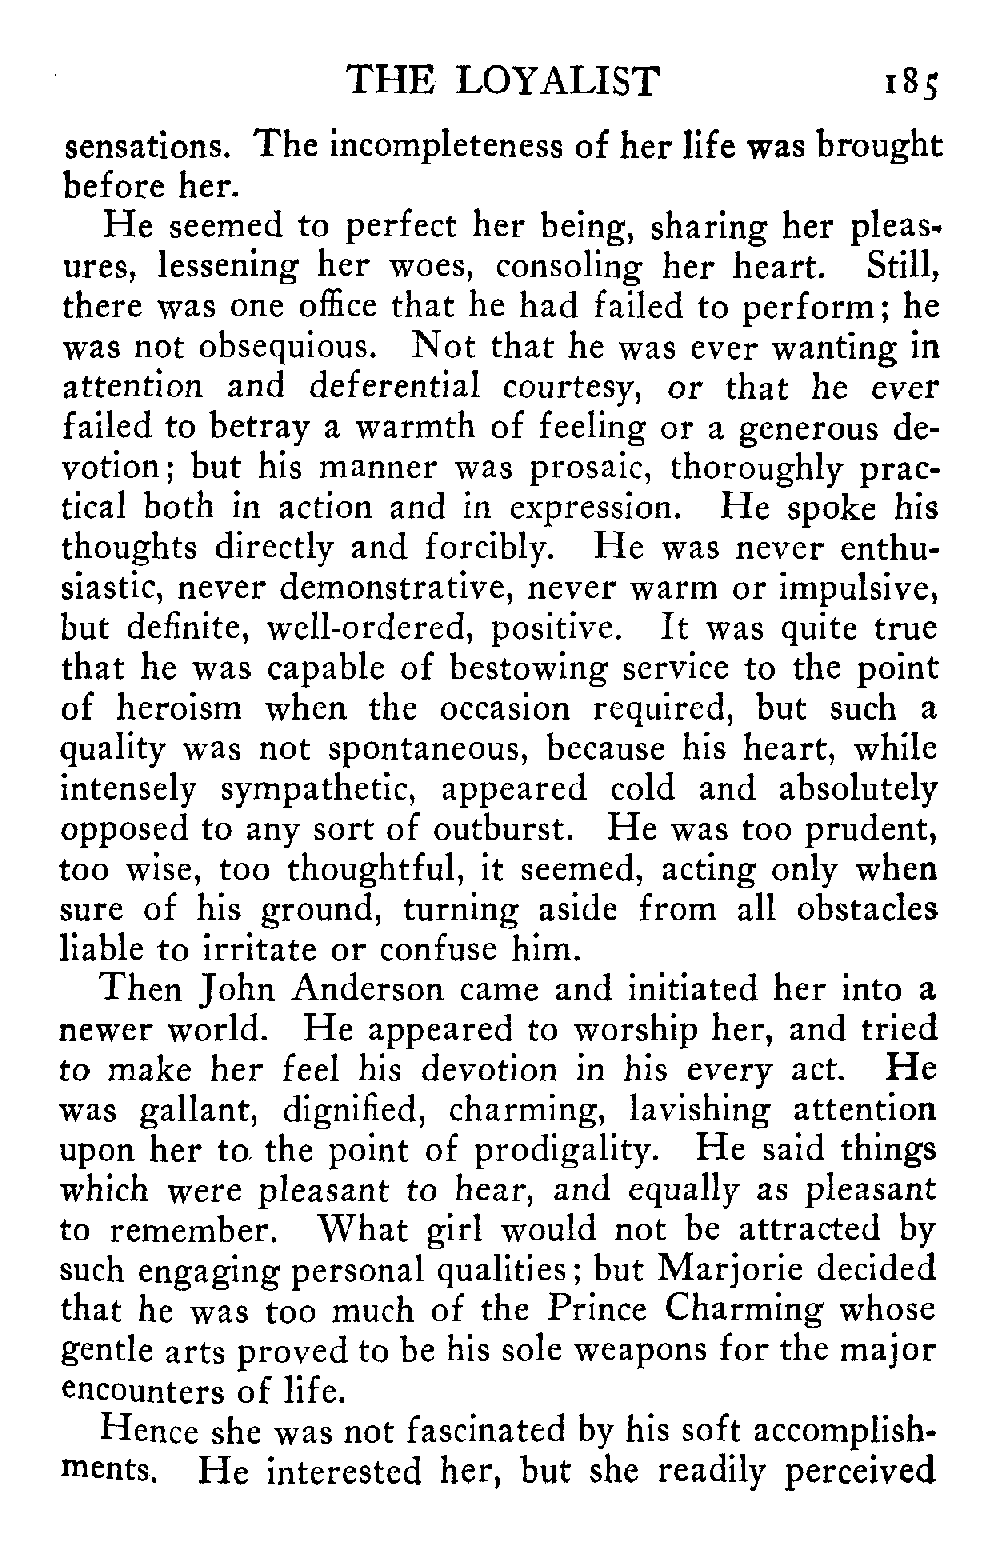 THE LOYALIST 185
sensations. The incompleteness of her life was brought
before her.
He seemed to perfect her being, sharing her pleas-
ures, lessening her woes, consoling her heart. Still,
there was one office that he had failed to perform; he
was not obsequious. Not that he was ever wanting in
attention and deferential courtesy, or that he ever
failed to betray a warmth of feeling or a generous de-
votion; but his manner was prosaic, thoroughly prac-
tical both in action and in expression. He spoke his
thoughts directly and forcibly. He was never enthu-
siastic, never demonstrative, never warm or impulsive,
but definite, well-ordered, positive. It was quite true
that he was capable of bestowing service to the point
of heroism when the occasion required, but such a
quality was not spontaneous, because his heart, while
intensely sympathetic, appeared cold and absolutely
opposed to any sort of outburst. He was too prudent,
too wise, too thoughtful, it seemed, acting only when
sure of his ground, turning aside from all obstacles
liable to irritate or confuse him.
Then John Anderson came and initiated her into a
newer world. He appeared to worship her, and tried
to make her feel his devotion in his every act. He
was gallant, dignified, charming, lavishing attention
upon her to the point of prodigality. He said things
which were pleasant to hear, and equally as pleasant
to remember. What girl would not be attracted by
such engaging personal qualities; but Marjorie decided
that he was too much of the Prince Charming whose
gentle arts proved to be his sole weapons for the major
encounters of life.
Hence she was not fascinated by his soft accomplish-
ments. He interested her, but she readily perceived